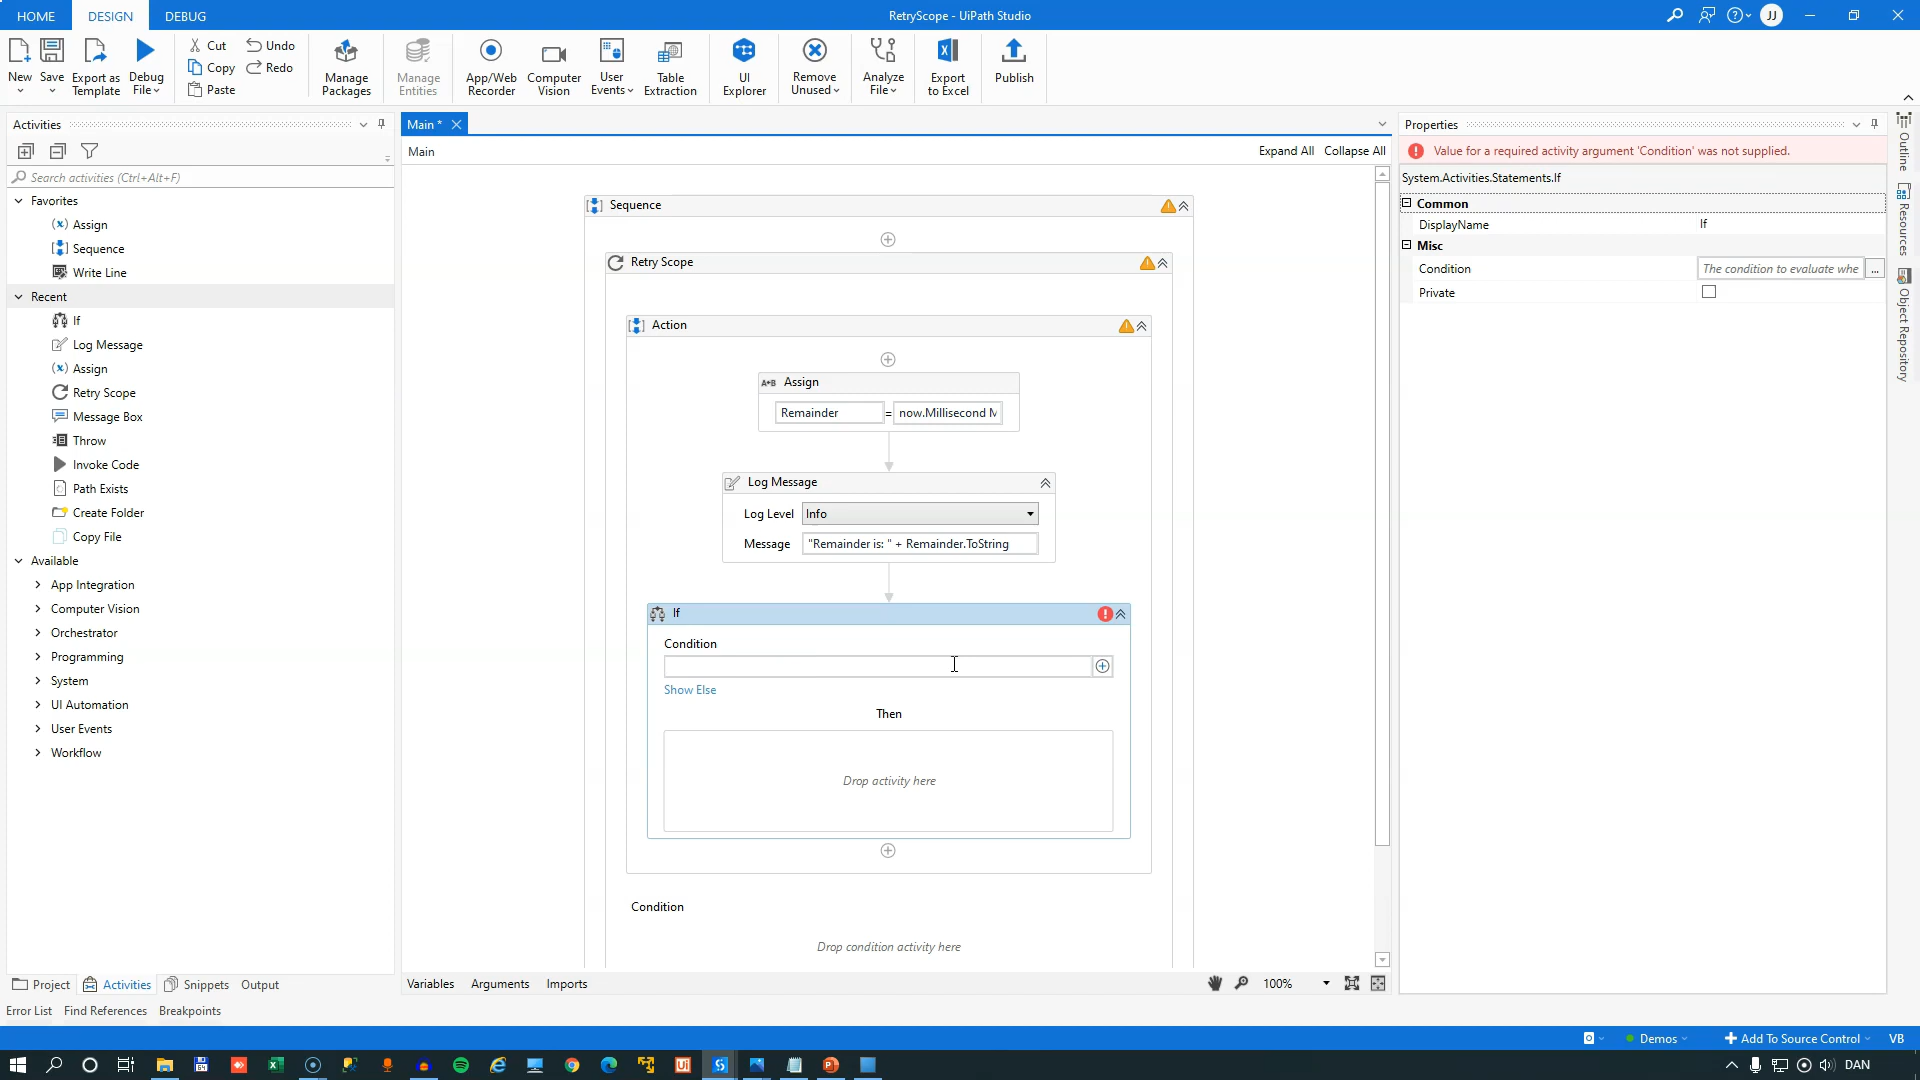 HOME DESIGN DEBUG RetryScope - UiPath Studio JJ
New Save Export as Template Debug File
Cut Copy Paste Undo Redo
Manage Packages Manage Entities App/Web Recorder Computer Vision User Events Table Extraction UI Explorer Remove Unused Analyze File Export to Excel Publish
Activities
Search activities (Ctrl+Alt+F)
Favorites
Assign
Sequence
Write Line
Recent
If
Log Message
Assign
Retry Scope
Message Box
Throw
Invoke Code
Path Exists
Create Folder
Copy File
Available
App Integration
Computer Vision
Orchestrator
Programming
System
UI Automation
User Events
Workflow
Project Activities Snippets Output
Main *
Main Expand All Collapse All
Sequence
Retry Scope
Action
A*B Assign
Remainder = now.Millisecond M
Log Message
Log Level Info
Message "Remainder is: " + Remainder.ToString
If
Condition
Show Else
Then
Drop activity here
Condition
Drop condition activity here
Variables Arguments Imports 100%
Properties
Value for a required activity argument 'Condition' was not supplied.
System.Activities.Statements.If
Common
DisplayName If
Misc
Condition The condition to evaluate whe ...
Private
Outline
Resources
Object Repository
Error List Find References Breakpoints
Demos Add To Source Control VB
DAN